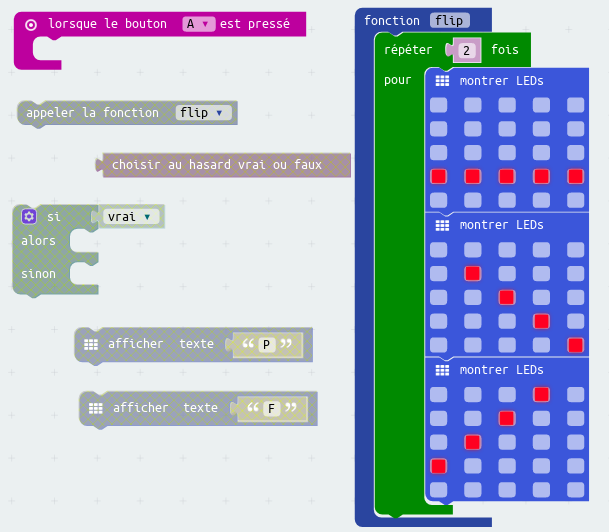 lorsque le bouton A est pressé
appeler la fonction flip
choisir au hasard vrai ou faux
si vrai
alors
sinon
afficher texte “ P ”
afficher texte “ F ”
fonction flip
répéter 2 fois
pour montrer LEDs
montrer LEDs
montrer LEDs